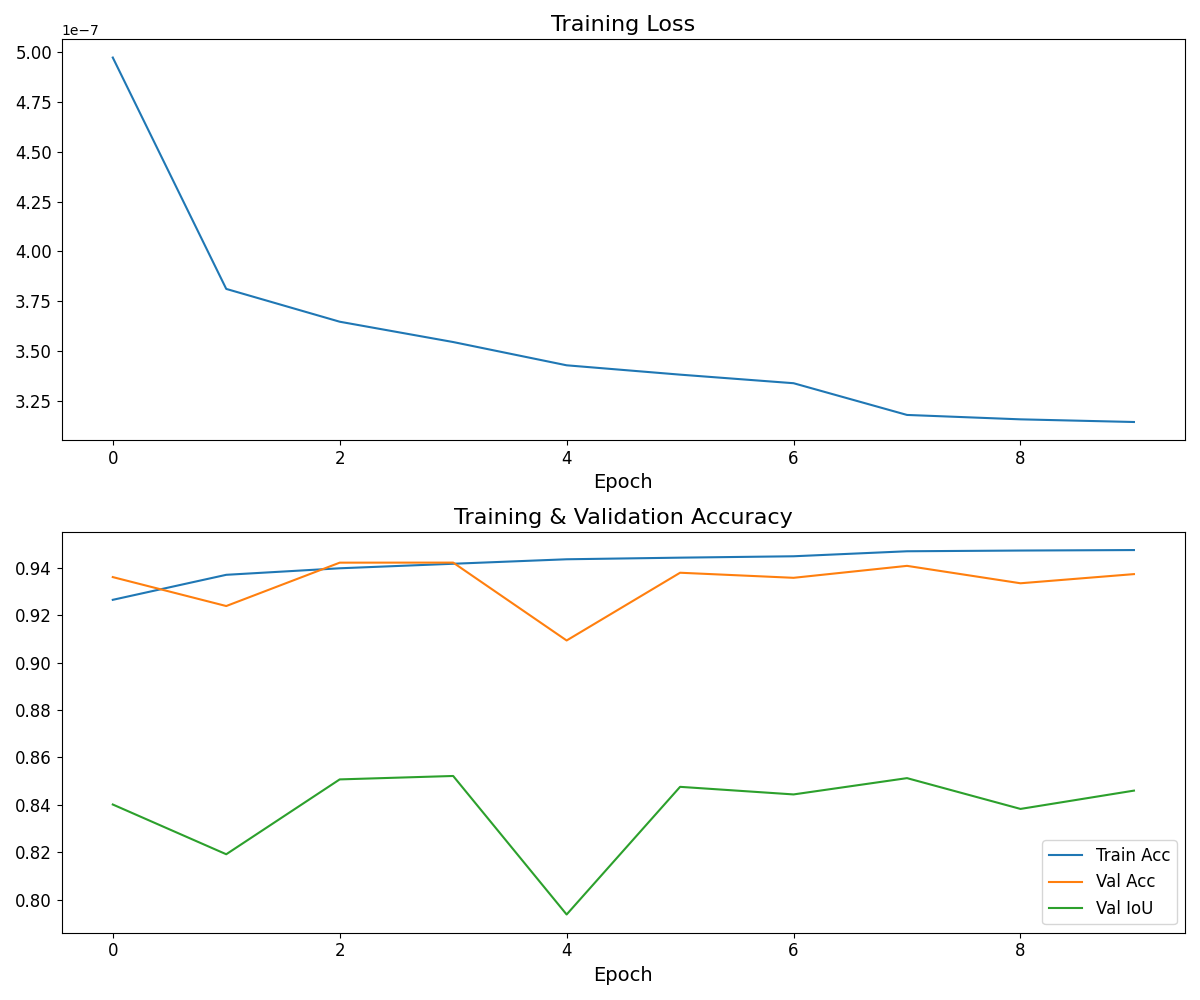 Training Loss
1e−7
5.00
4.75
4.50
4.25
4.00
3.75
3.50
3.25
0 2 4 6 8
Epoch
Training & Validation Accuracy
0.94
0.92
0.90
0.88
0.86
0.84
0.82
0.80
Train Acc
Val Acc
Val IoU
0 2 4 6 8
Epoch